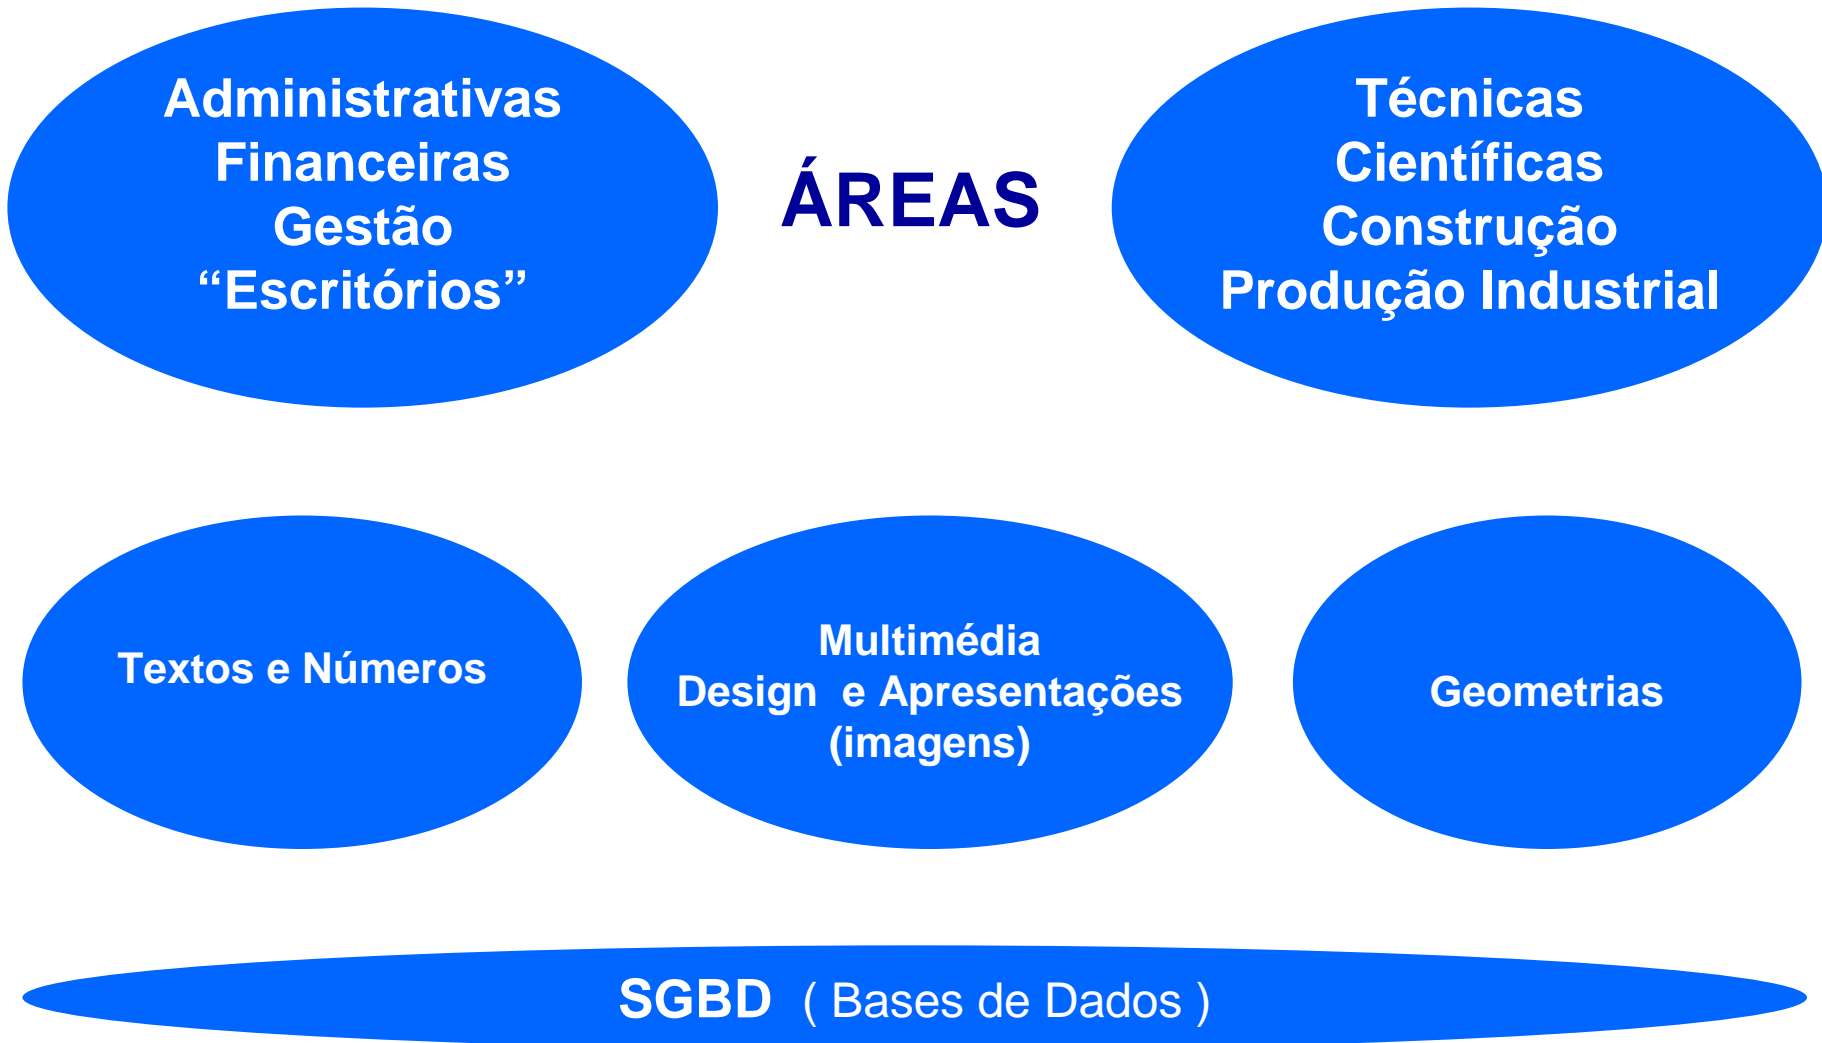 Administrativas
Financeiras
Gestão
“Escritórios”
ÁREAS
Técnicas
Científicas
Construção
Produção Industrial
Textos e Números
Multimédia
Design e Apresentações
(imagens)
Geometrias
SGBD ( Bases de Dados )